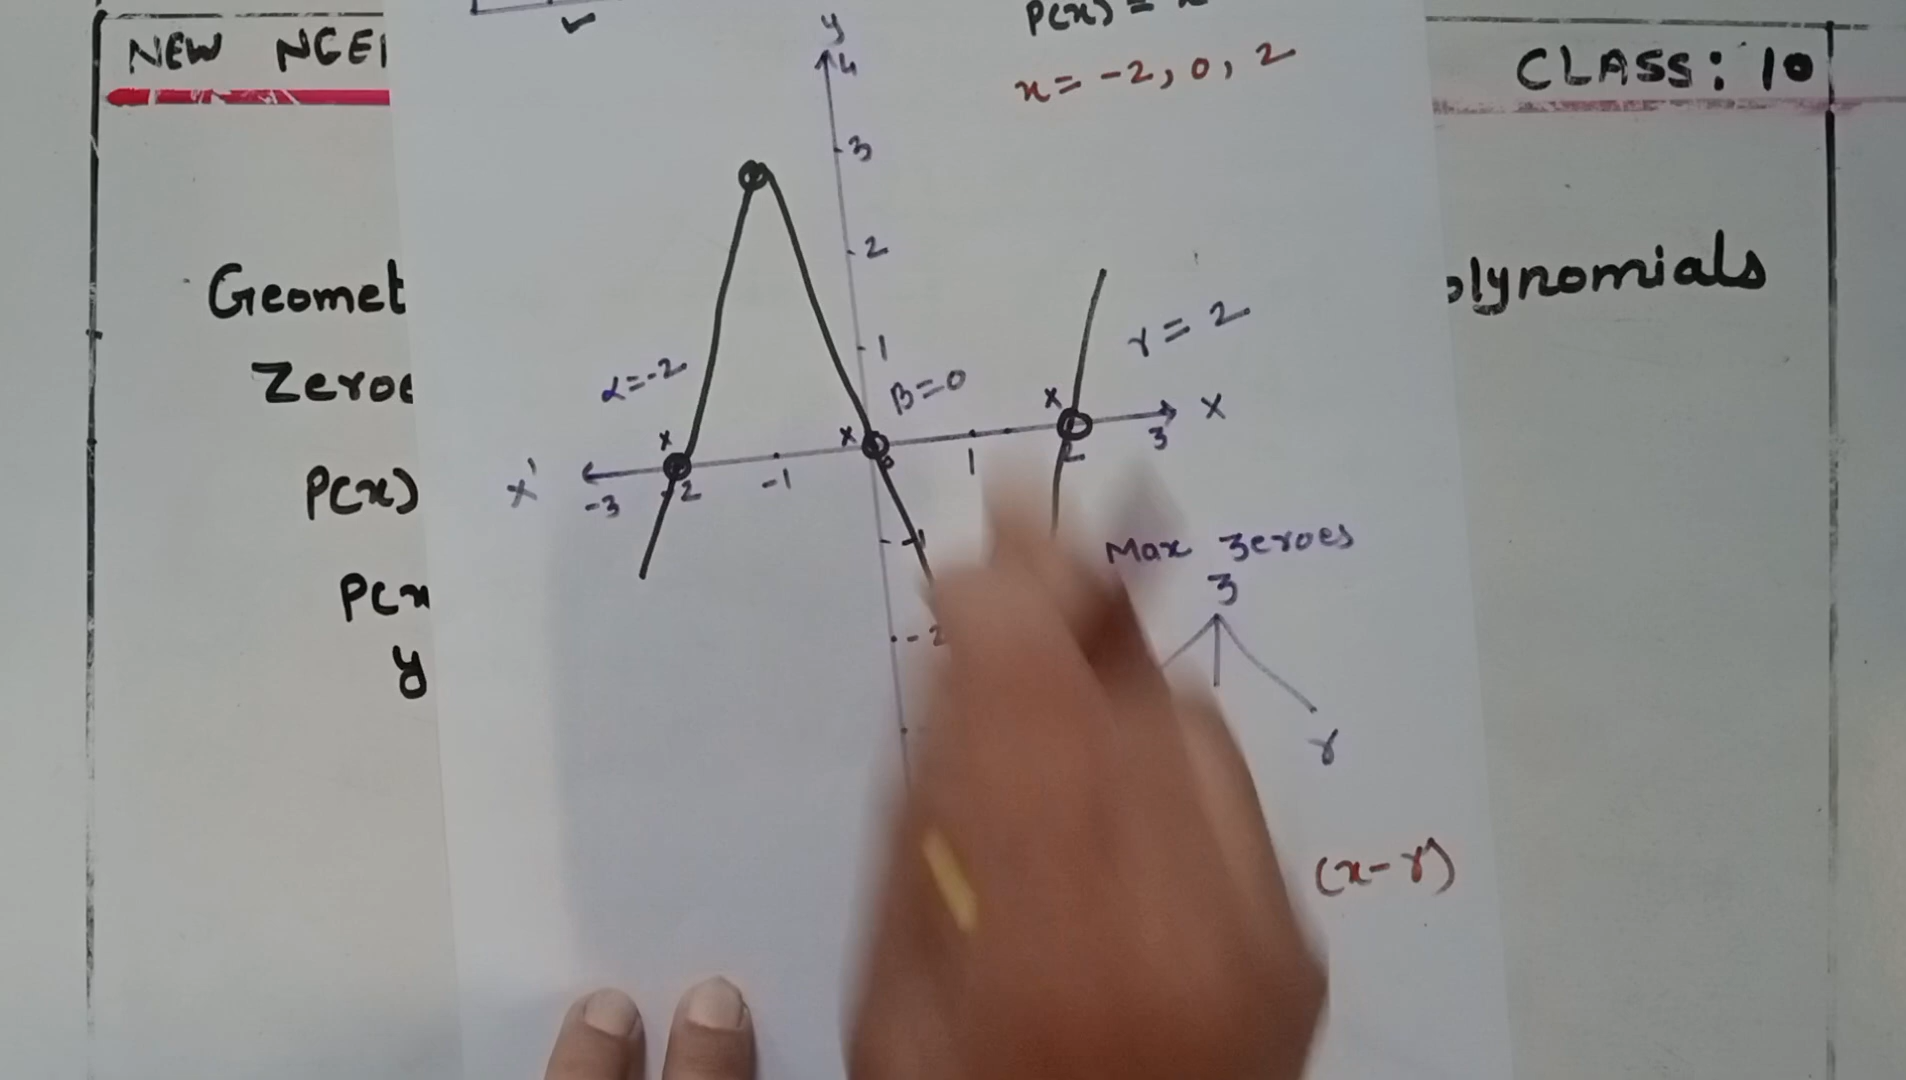 NEW NCE
CLASS: 10
P(x) =
x = -2, 0, 2
Geomet
olynomials
Zeroe
P(x)
P(x
y
y
4
3
2
1
-1
-2
α=-2
β=0
γ = 2
x
x
x
X'
-3
-2
-1
1
2
3
X
Max zeroes
3
γ
(x-γ)